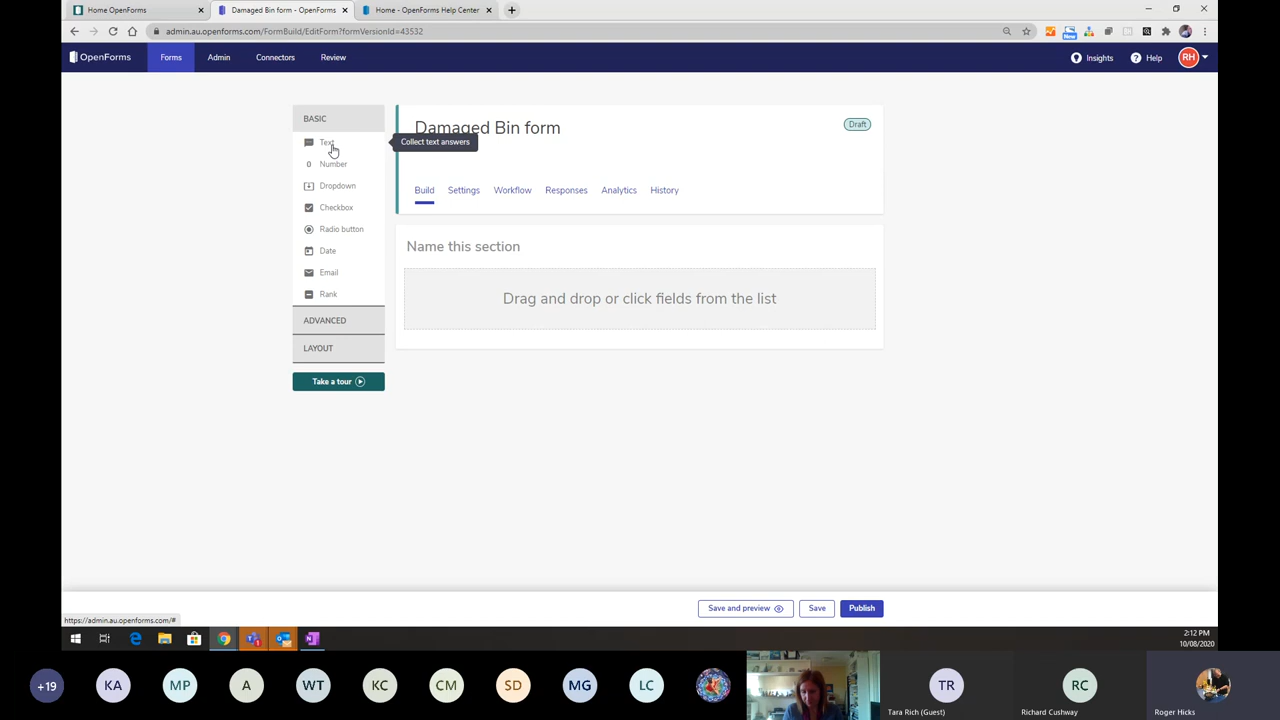 Home OpenForms
Damaged Bin form - OpenForms
Home - OpenForms Help Center
admin.au.openforms.com/FormBuild/EditForm?formVersionId=43532
New
OpenForms
Forms
Admin
Connectors
Review
Insights
Help
RH
BASIC
Text
Number
Dropdown
Checkbox
Radio button
Date
Email
Rank
ADVANCED
LAYOUT
Take a tour
Collect text answers
Damaged Bin form
Draft
Build
Settings
Workflow
Responses
Analytics
History
Name this section
Drag and drop or click fields from the list
Save and preview
Save
Publish
https://admin.au.openforms.com/#
2:12 PM
10/08/2020
+19
KA
MP
A
WT
KC
CM
SD
MG
LC
TR
RC
Tara Rich (Guest)
Richard Cushway
Roger Hicks